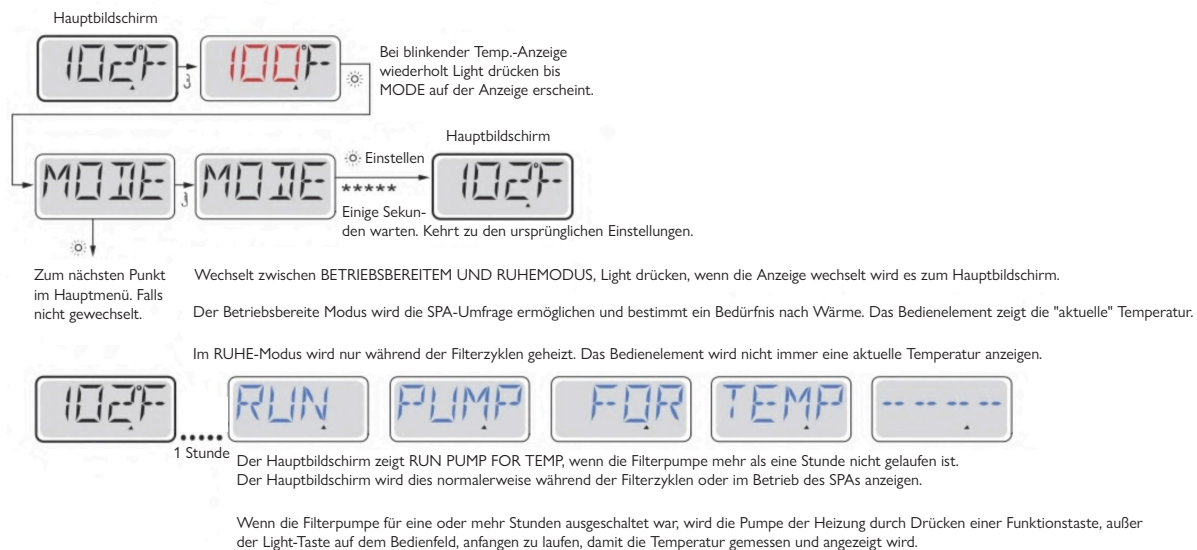 Hauptbildschirm
102°F
3
100°F
Bei blinkender Temp.-Anzeige
wiederholt Light drücken bis
MODE auf der Anzeige erscheint.
Hauptbildschirm
MODE
3
MODE
Einstellen
*****
102°F
Einige Sekun-
den warten. Kehrt zu den ursprünglichen Einstellungen.
Zum nächsten Punkt
im Hauptmenü. Falls
nicht gewechselt.
Wechselt zwischen BETRIEBSBEREITEM UND RUHEMODUS, Light drücken, wenn die Anzeige wechselt wird es zum Hauptbildschirm.
Der Betriebsbereite Modus wird die SPA-Umfrage ermöglichen und bestimmt ein Bedürfnis nach Wärme. Das Bedienelement zeigt die "aktuelle" Temperatur.
Im RUHE-Modus wird nur während der Filterzyklen geheizt. Das Bedienelement wird nicht immer eine aktuelle Temperatur anzeigen.
102°F
1 Stunde
RUN
PUMP
FOR
TEMP
-- -- -- --
Der Hauptbildschirm zeigt RUN PUMP FOR TEMP, wenn die Filterpumpe mehr als eine Stunde nicht gelaufen ist.
Der Hauptbildschirm wird dies normalerweise während der Filterzyklen oder im Betrieb des SPAs anzeigen.
Wenn die Filterpumpe für eine oder mehr Stunden ausgeschaltet war, wird die Pumpe der Heizung durch Drücken einer Funktionstaste, außer
der Light-Taste auf dem Bedienfeld, anfangen zu laufen, damit die Temperatur gemessen und angezeigt wird.